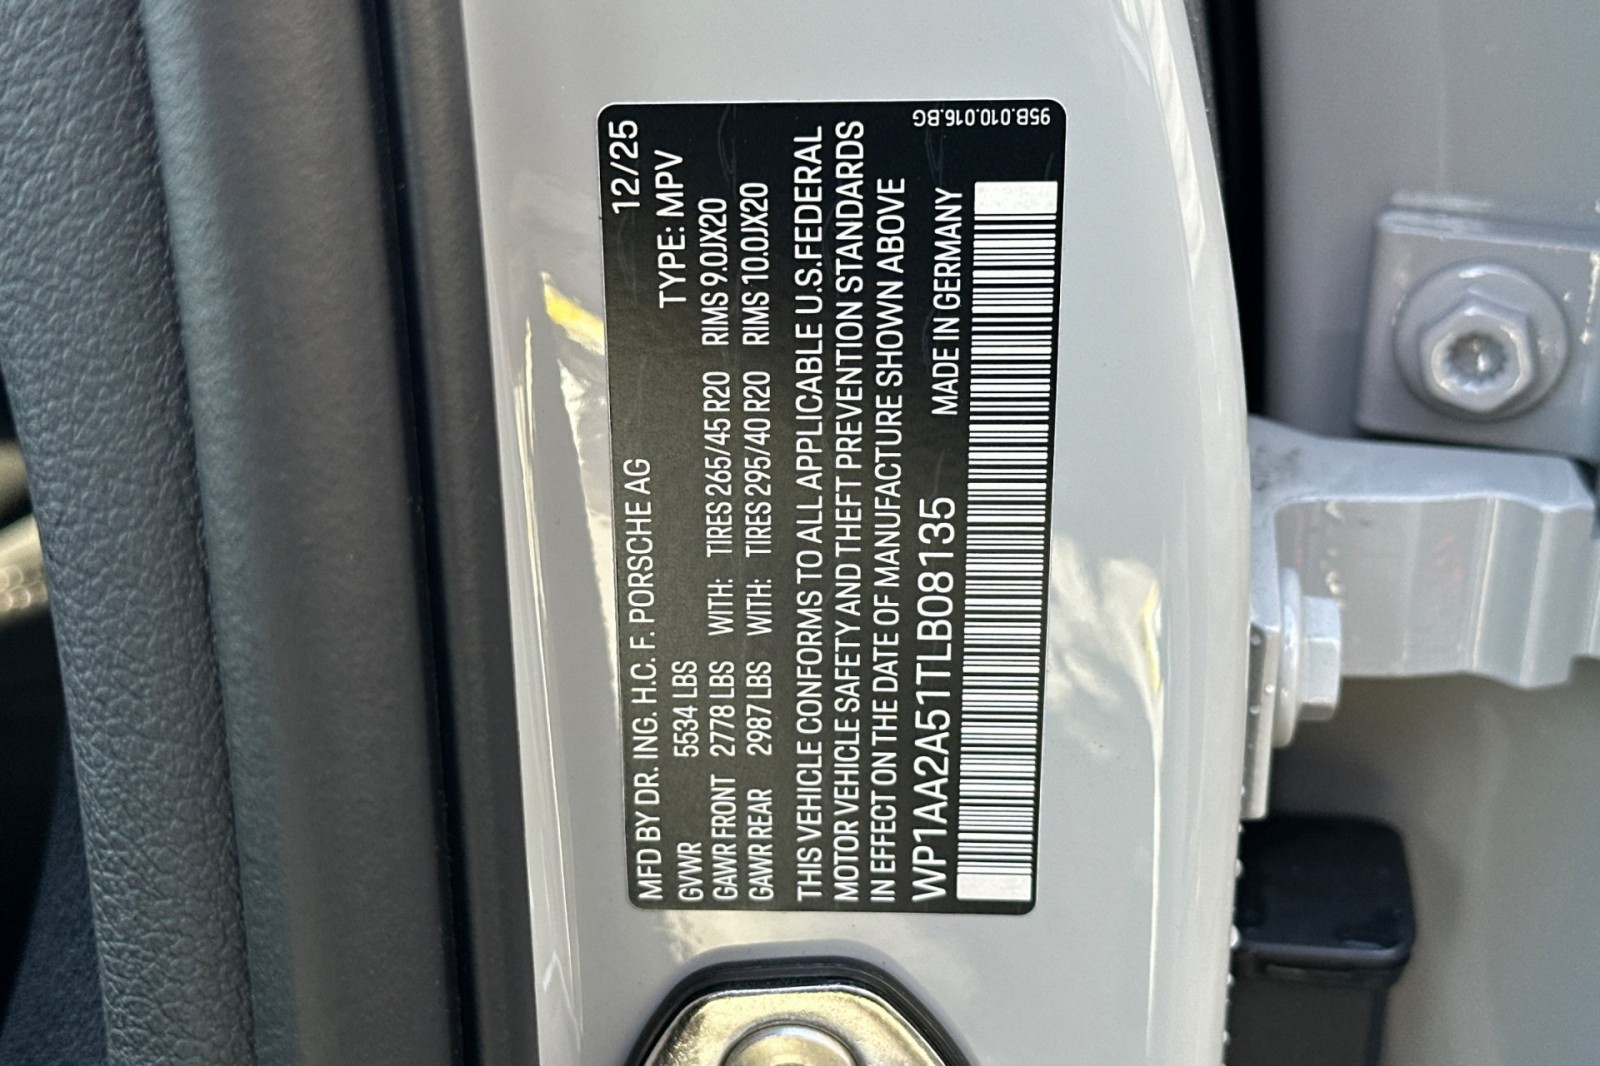 MFD BY DR. ING. H.C. F. PORSCHE AG 12/25
GVWR 5534 LBS TYPE: MPV
GAWR FRONT 2778 LBS WITH: TIRES 265/45 R20 RIMS 9.0JX20
GAWR REAR 2987 LBS WITH: TIRES 295/40 R20 RIMS 10.0JX20
THIS VEHICLE CONFORMS TO ALL APPLICABLE U.S.FEDERAL
MOTOR VEHICLE SAFETY AND THEFT PREVENTION STANDARDS
IN EFFECT ON THE DATE OF MANUFACTURE SHOWN ABOVE
WP1AA2A51TLB08135 MADE IN GERMANY
95B.010.016.BG